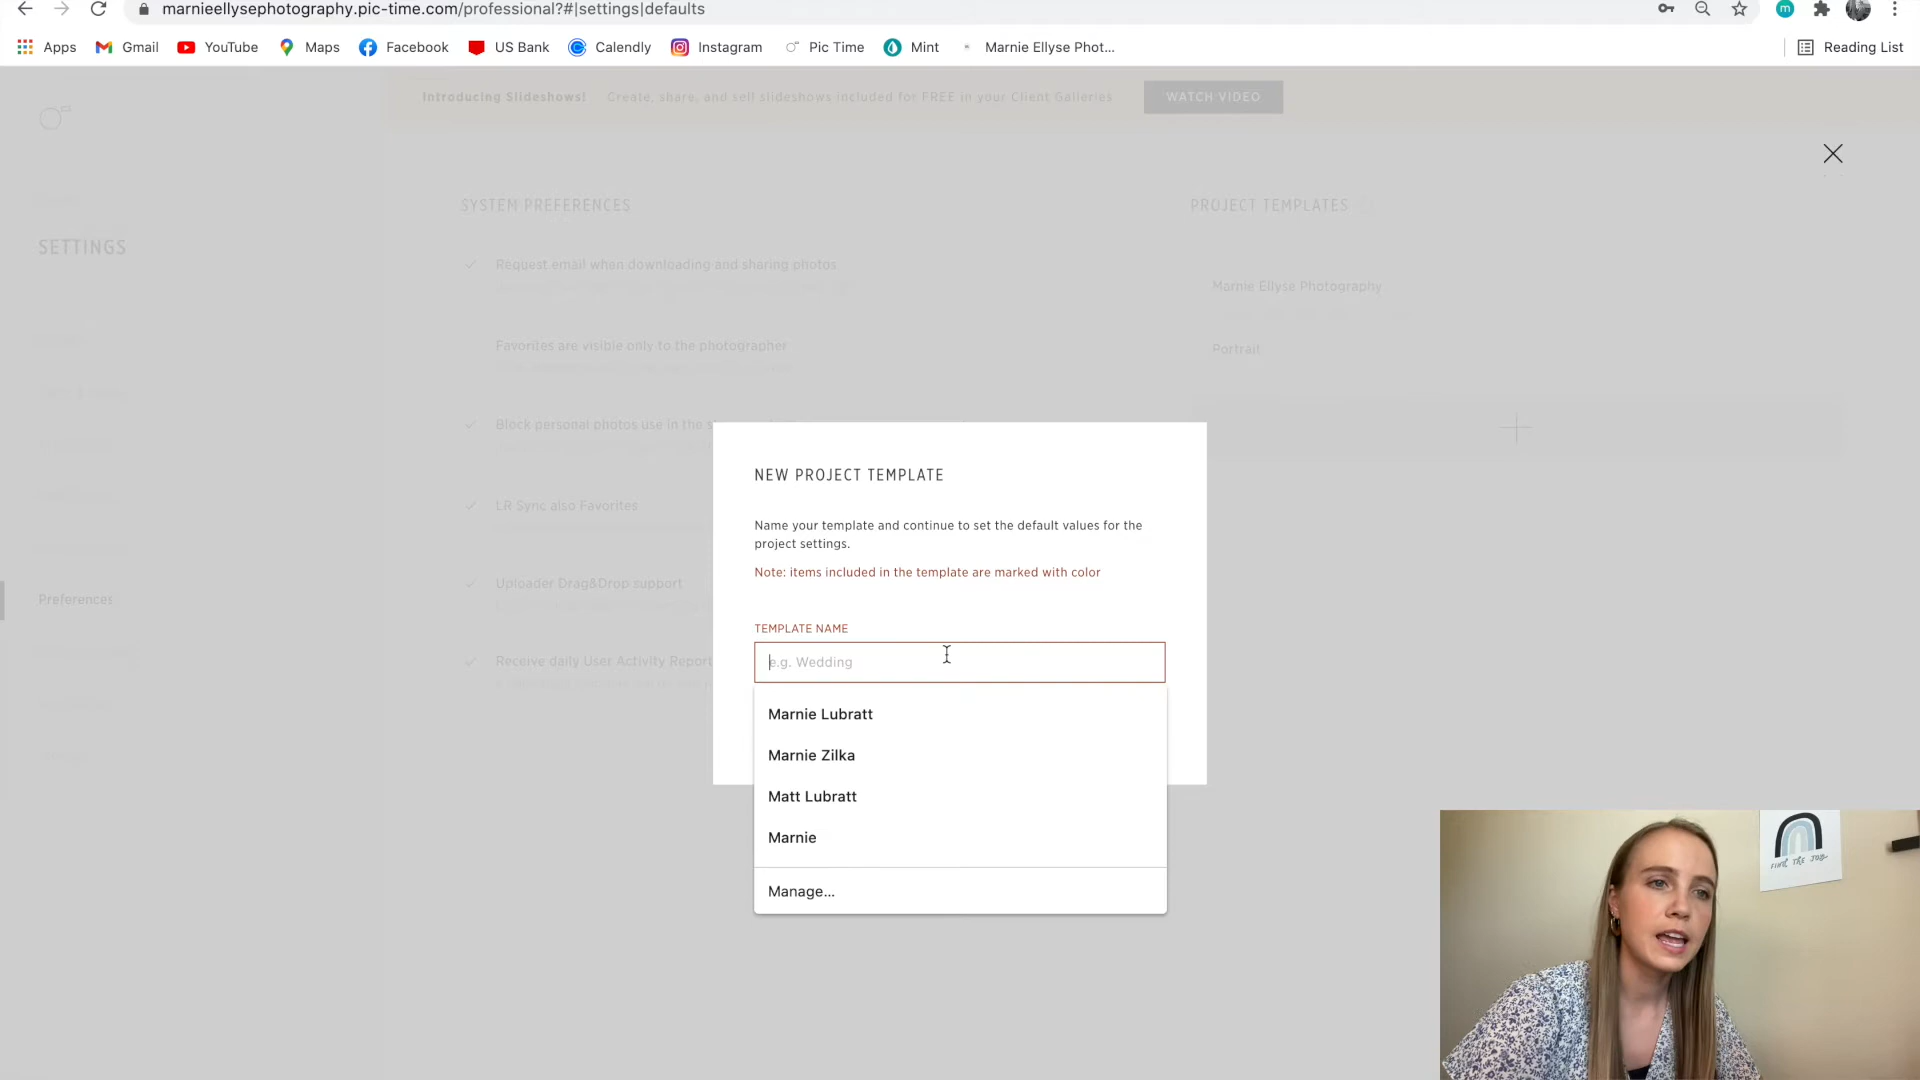 marnieellysephotography.pic-time.com/professional?#|settings|defaults
Apps Gmail YouTube Maps Facebook US Bank Calendly Instagram Pic Time Mint Marnie Ellyse Phot... Reading List
Introducing Slideshows! Create, share, and sell slideshows included for FREE in your Client Galleries WATCH VIDEO
SYSTEM PREFERENCES
PROJECT TEMPLATES
SETTINGS
Request email when downloading and sharing photos
Marnie Ellyse Photography
Favorites are visible only to the photographer
Portrait
Block personal photos use in the s
LR Sync also Favorites
Uploader Drag&Drop support
Preferences
Receive daily User Activity Report
NEW PROJECT TEMPLATE
Name your template and continue to set the default values for the
project settings.
Note: items included in the template are marked with color
TEMPLATE NAME
e.g. Wedding
Marnie Lubratt
Marnie Zilka
Matt Lubratt
Marnie
Manage...
FIND THE JOY